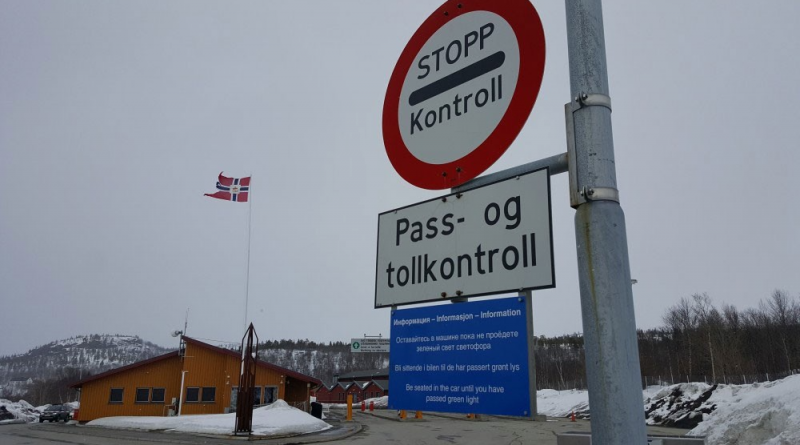 STOPP
Kontroll
Pass- og
tollkontroll
Информация – Informasjon – Information
Оставайтесь в машине пока не пройдёте
зеленый свет светофора
Bli sittende i bilen til de har passert grønt lys
Be seated in the car until you have
passed green light